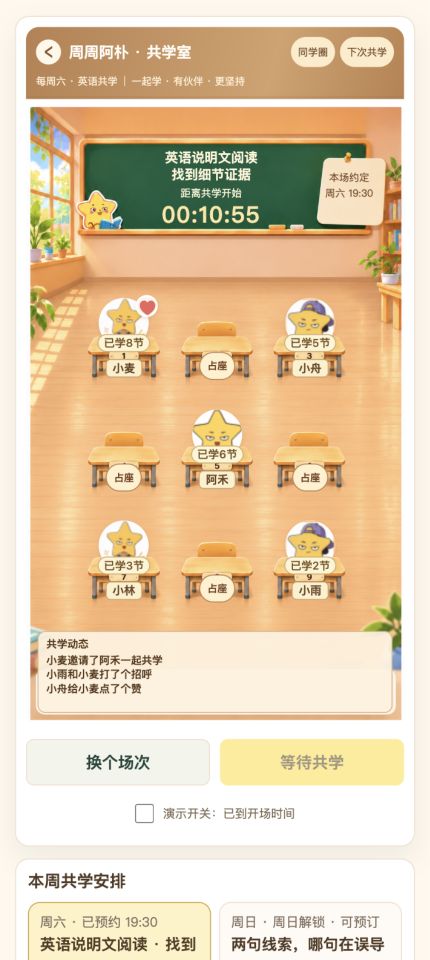 周周阿朴 · 共学室
同学圈
下次共学
每周六 · 英语共学 | 一起学 · 有伙伴 · 更坚持
英语说明文阅读
找到细节证据
距离共学开始
00:10:55
本场约定
周六 19:30
已学8节
1
小麦
占座
已学5节
3
小舟
占座
已学6节
5
阿禾
占座
已学3节
7
小林
占座
已学2节
9
小雨
共学动态
小麦邀请了阿禾一起共学
小雨和小麦打了个招呼
小舟给小麦点了个赞
换个场次
等待共学
演示开关：已到开场时间
本周共学安排
周六 · 已预约 19:30
英语说明文阅读 · 找到
周日 · 周日解锁 · 可预订
两句线索，哪句在误导